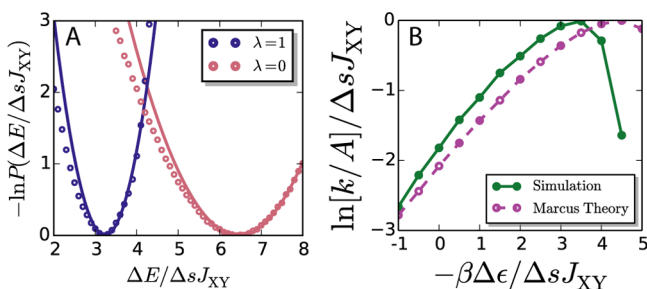 A
λ=1
λ=0
−lnP(ΔE/ΔsJ_XY)
3
2
1
0
2 3 4 5 6 7 8
ΔE/ΔsJ_XY
B
ln[k/A]/ΔsJ_XY
0
−1
−2
−3
Simulation
Marcus Theory
-1 0 1 2 3 4 5
−βΔϵ/ΔsJ_XY